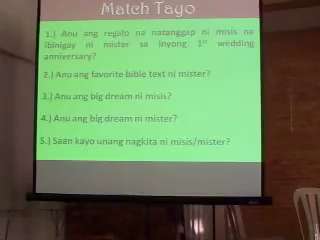 Match Tayo
1.) Anu ang regalo na natanggap ni misis na
ibinigay ni mister sa inyong 1st wedding
anniversary?
2.) Anu ang favorite bible text ni mister?
3.) Anu ang big dream ni misis?
4.) Anu ang big dream ni mister?
5.) Saan kayo unang nagkita ni misis/mister?